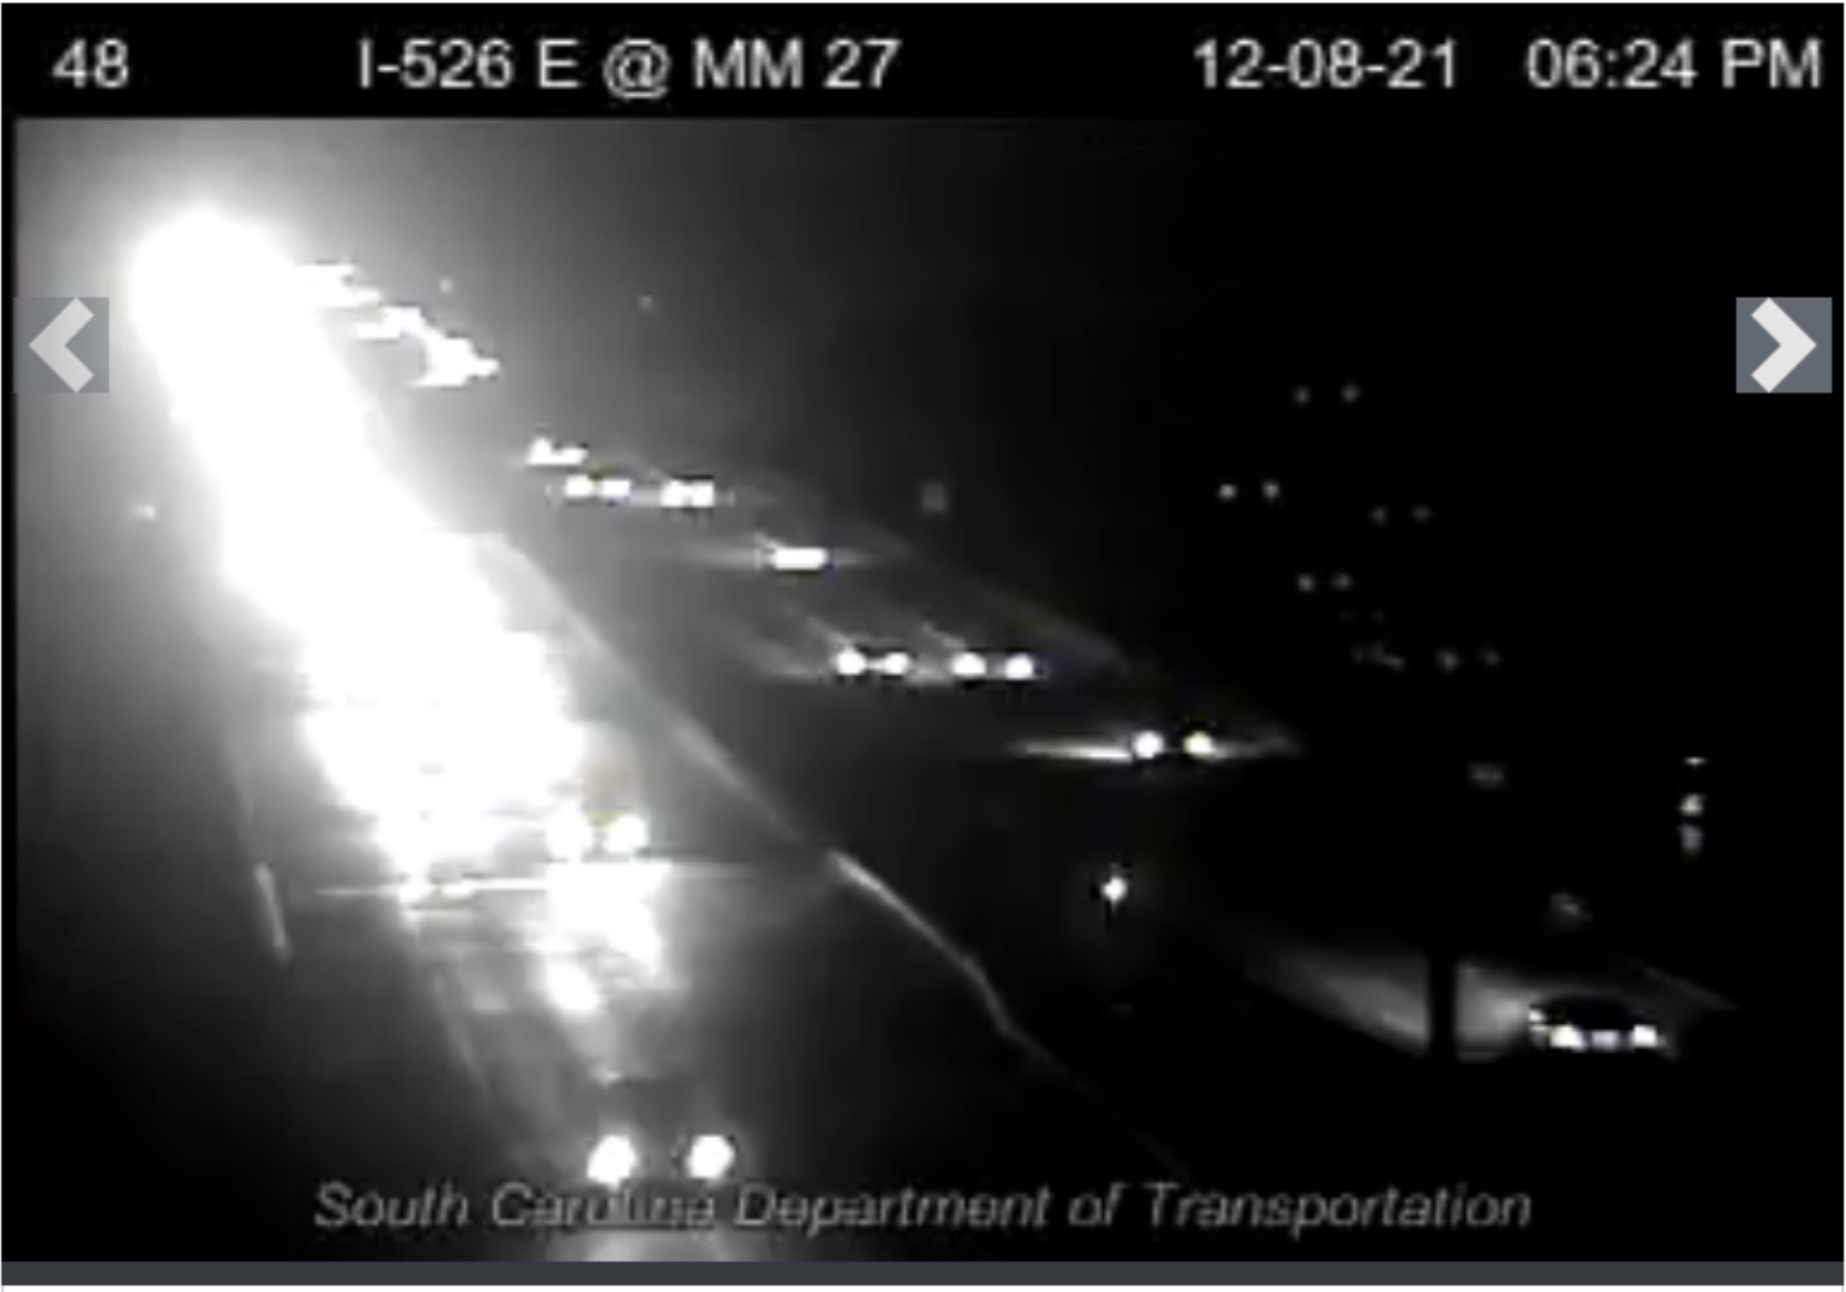 48 I-526 E @ MM 27 12-08-21 06:24 PM
South Carolina Department of Transportation